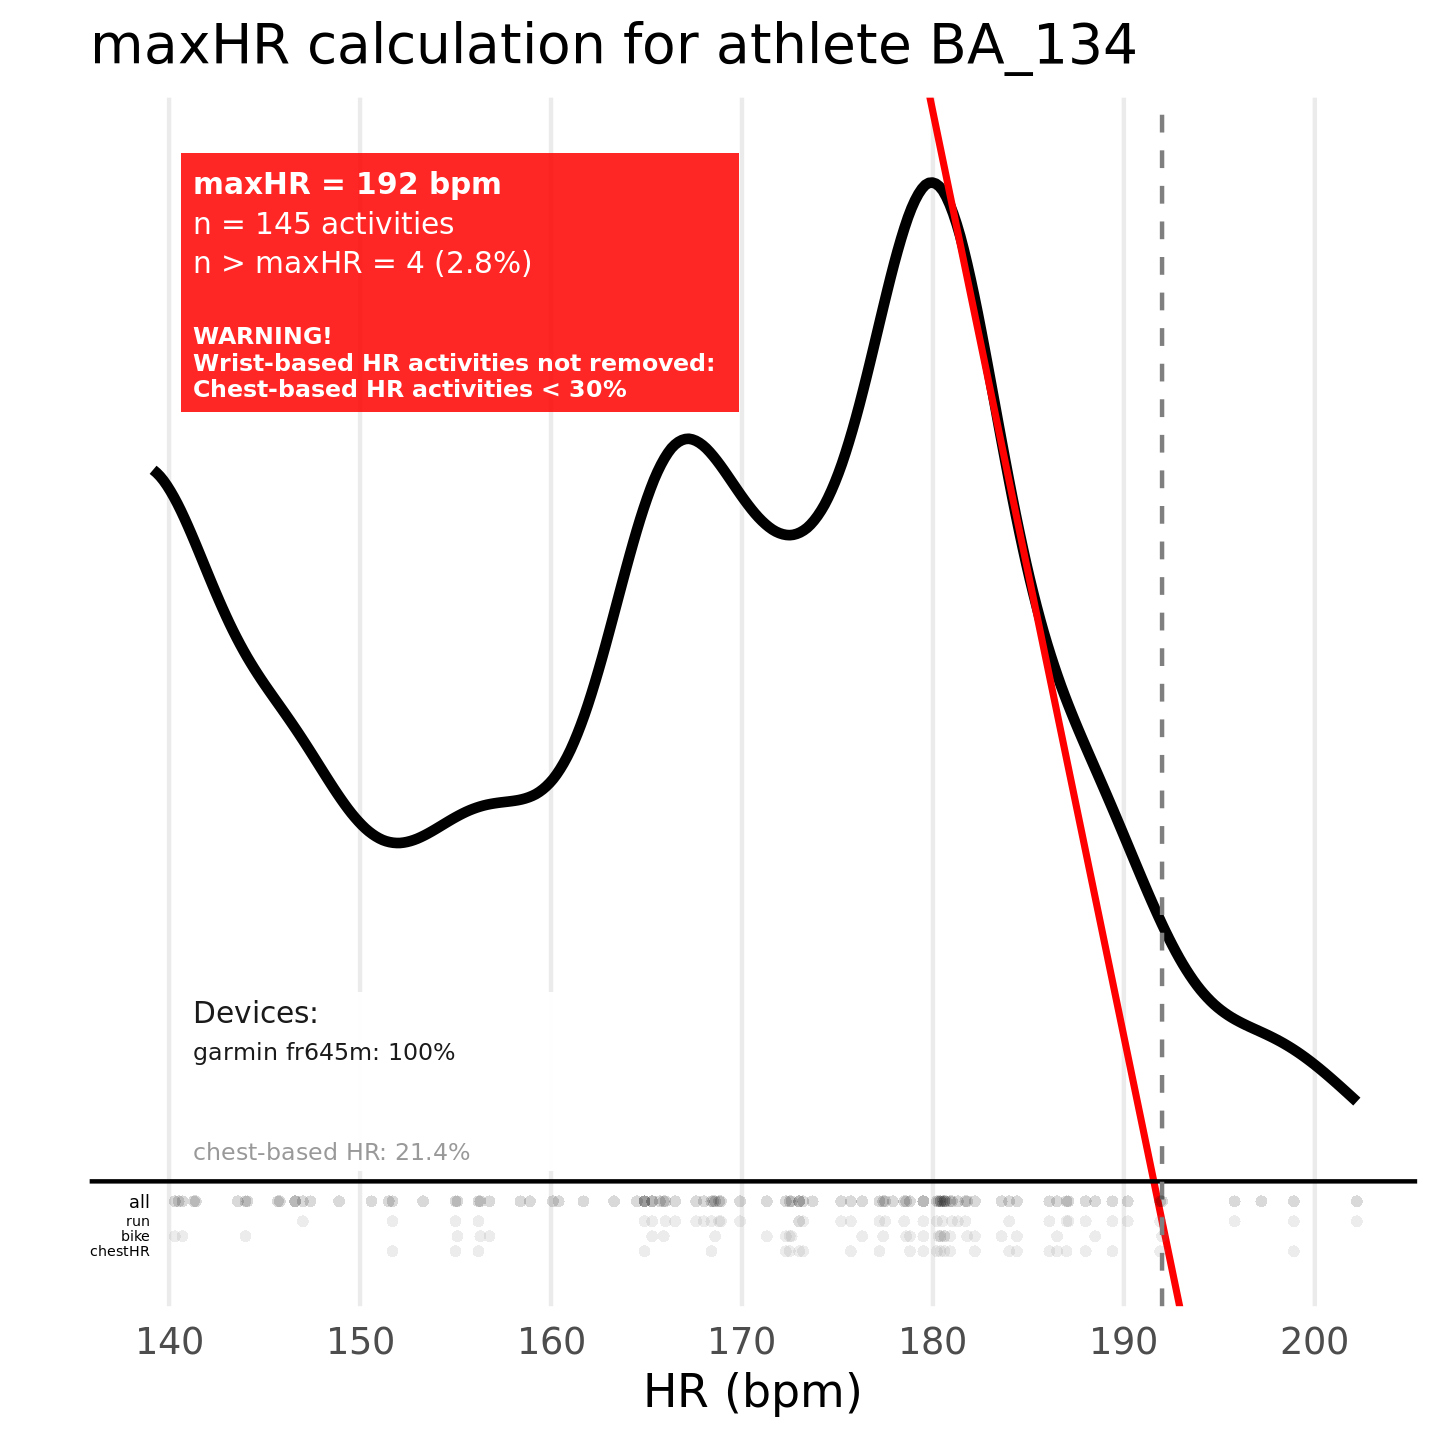 maxHR calculation for athlete BA_134
maxHR = 192 bpm
n = 145 activities
n > maxHR = 4 (2.8%)
WARNING!
Wrist-based HR activities not removed:
Chest-based HR activities < 30%
Devices:
garmin fr645m: 100%
chest-based HR: 21.4%
all
run
bike
chestHR
140 150 160 170 180 190 200
HR (bpm)